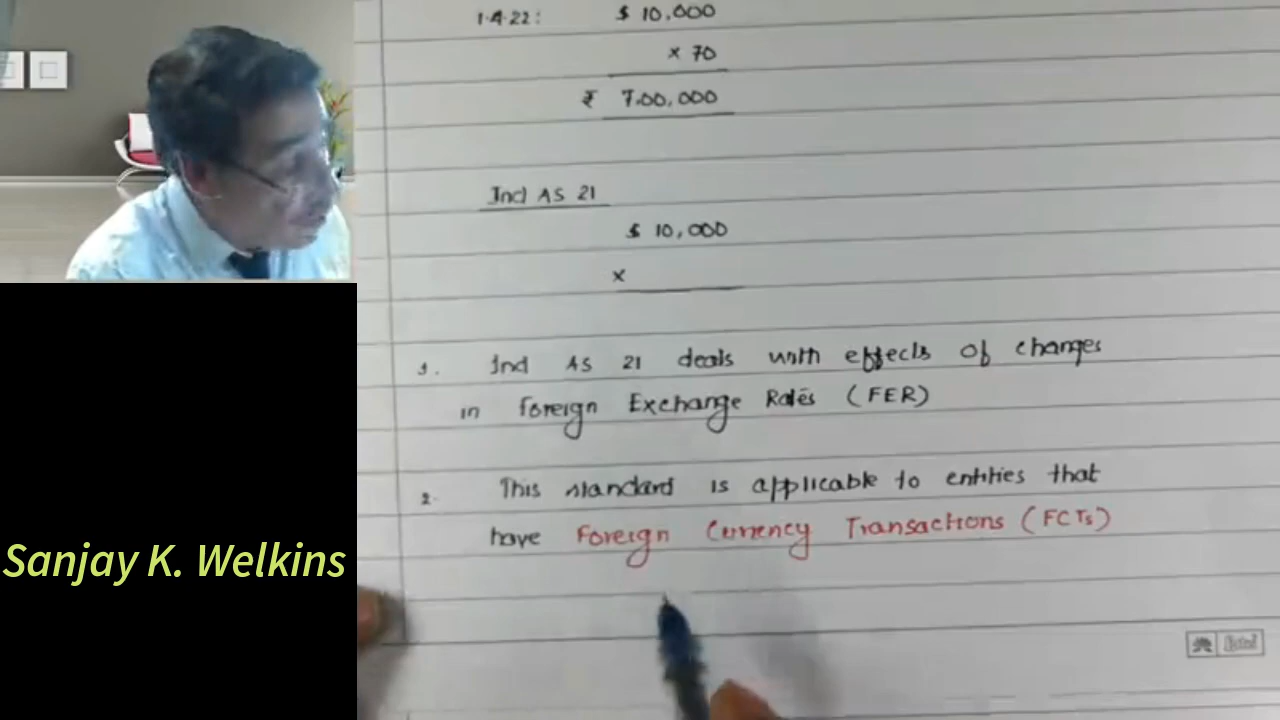 1·4·22: $ 10,000
x 70
₹ 7,00,000
Ind AS 21
$ 10,000
x
1. Ind AS 21 deals with effects of changes
in Foreign Exchange Rates (FER)
2. This standard is applicable to entities that
have Foreign Currency Transactions (FCTs)
Sanjay K. Welkins